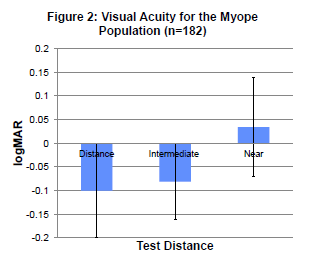 Figure 2: Visual Acuity for the Myope
Population (n=182)
0.2
0.15
0.1
0.05
0
-0.05
-0.1
-0.15
-0.2
logMAR
Distance
Intermediate
Near
Test Distance